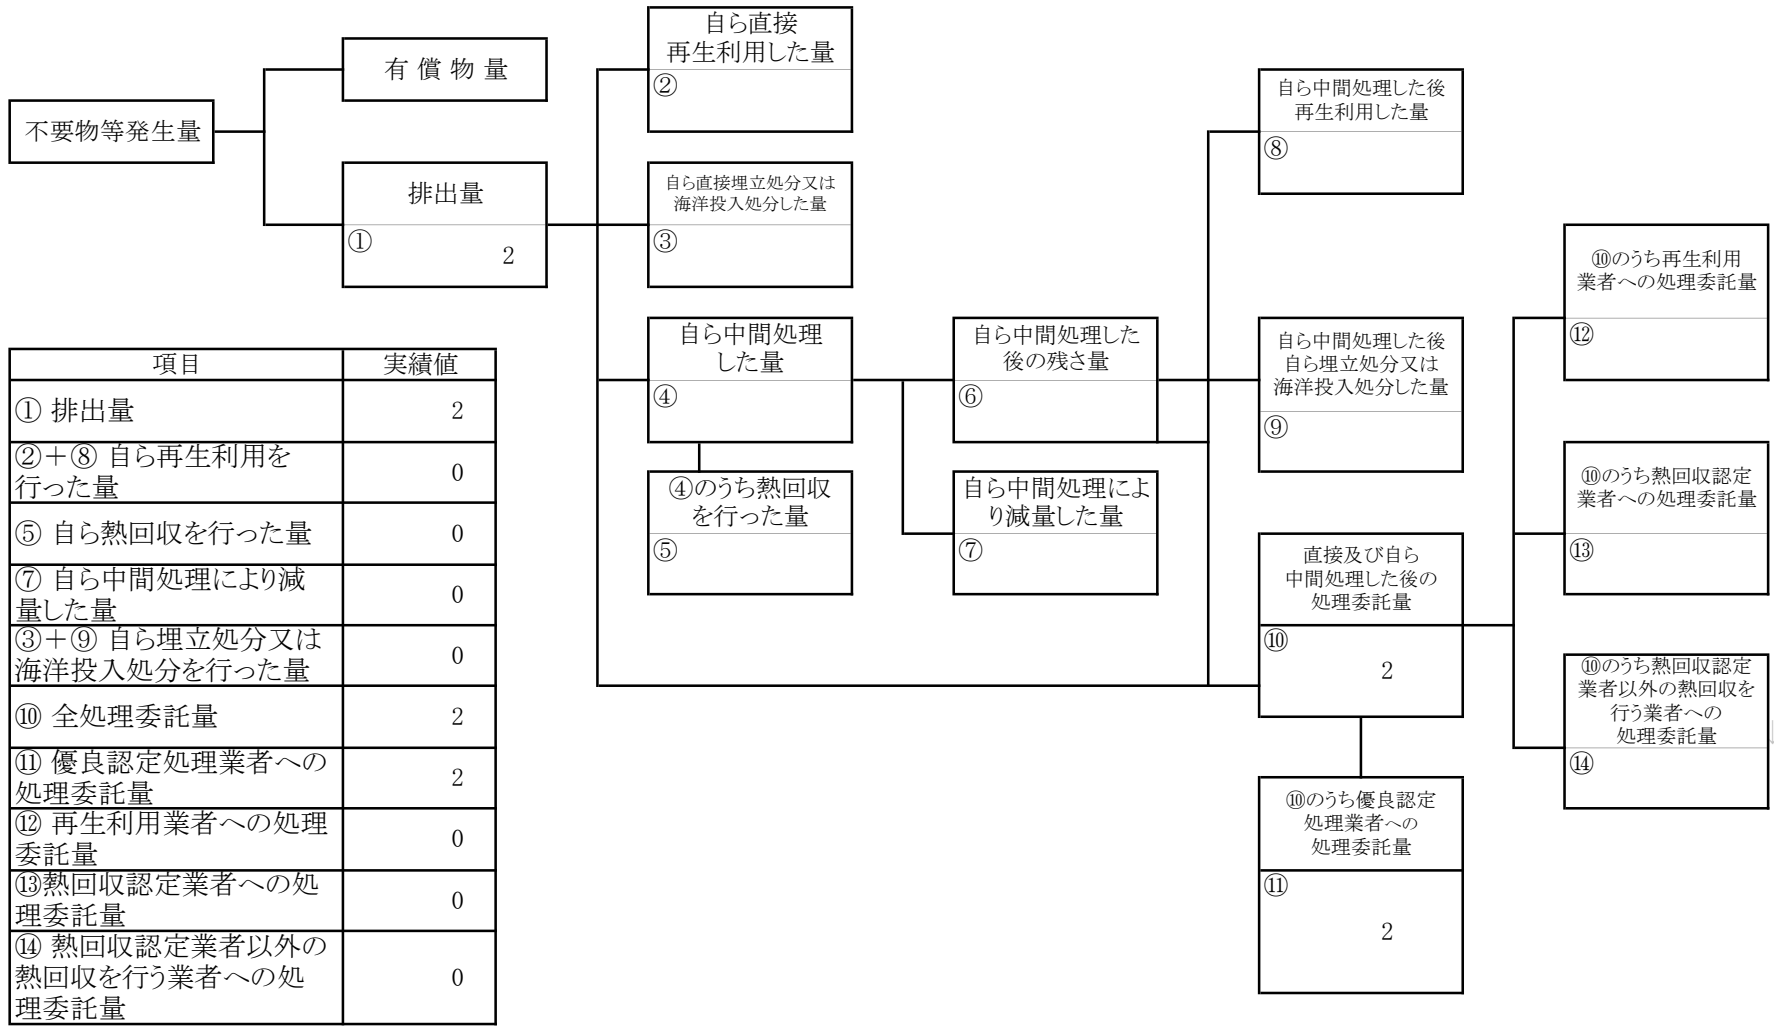 自ら直接
再生利用した量
②
有 償 物 量
不要物等発生量
排出量
①
2
自ら直接埋立処分又は
海洋投入処分した量
③
自ら中間処理した後
再生利用した量
⑧
自ら中間処理
した量
④
自ら中間処理した
後の残さ量
⑥
自ら中間処理した後
自ら埋立処分又は
海洋投入処分した量
⑨
④のうち熱回収
を行った量
⑤
自ら中間処理によ
り減量した量
⑦
直接及び自ら
中間処理した後の
処理委託量
⑩
2
⑩のうち優良認定
処理業者への
処理委託量
⑪
2
⑩のうち再生利用
業者への処理委託量
⑫
⑩のうち熱回収認定
業者への処理委託量
⑬
⑩のうち熱回収認定
業者以外の熱回収を
行う業者への
処理委託量
⑭
項目 実績値
① 排出量 2
②＋⑧ 自ら再生利用を
行った量 0
⑤ 自ら熱回収を行った量 0
⑦ 自ら中間処理により減
量した量 0
③＋⑨ 自ら埋立処分又は
海洋投入処分を行った量 0
⑩ 全処理委託量 2
⑪ 優良認定処理業者への
処理委託量 2
⑫ 再生利用業者への処理
委託量 0
⑬熱回収認定業者への処
理委託量 0
⑭ 熱回収認定業者以外の
熱回収を行う業者への処 0
理委託量